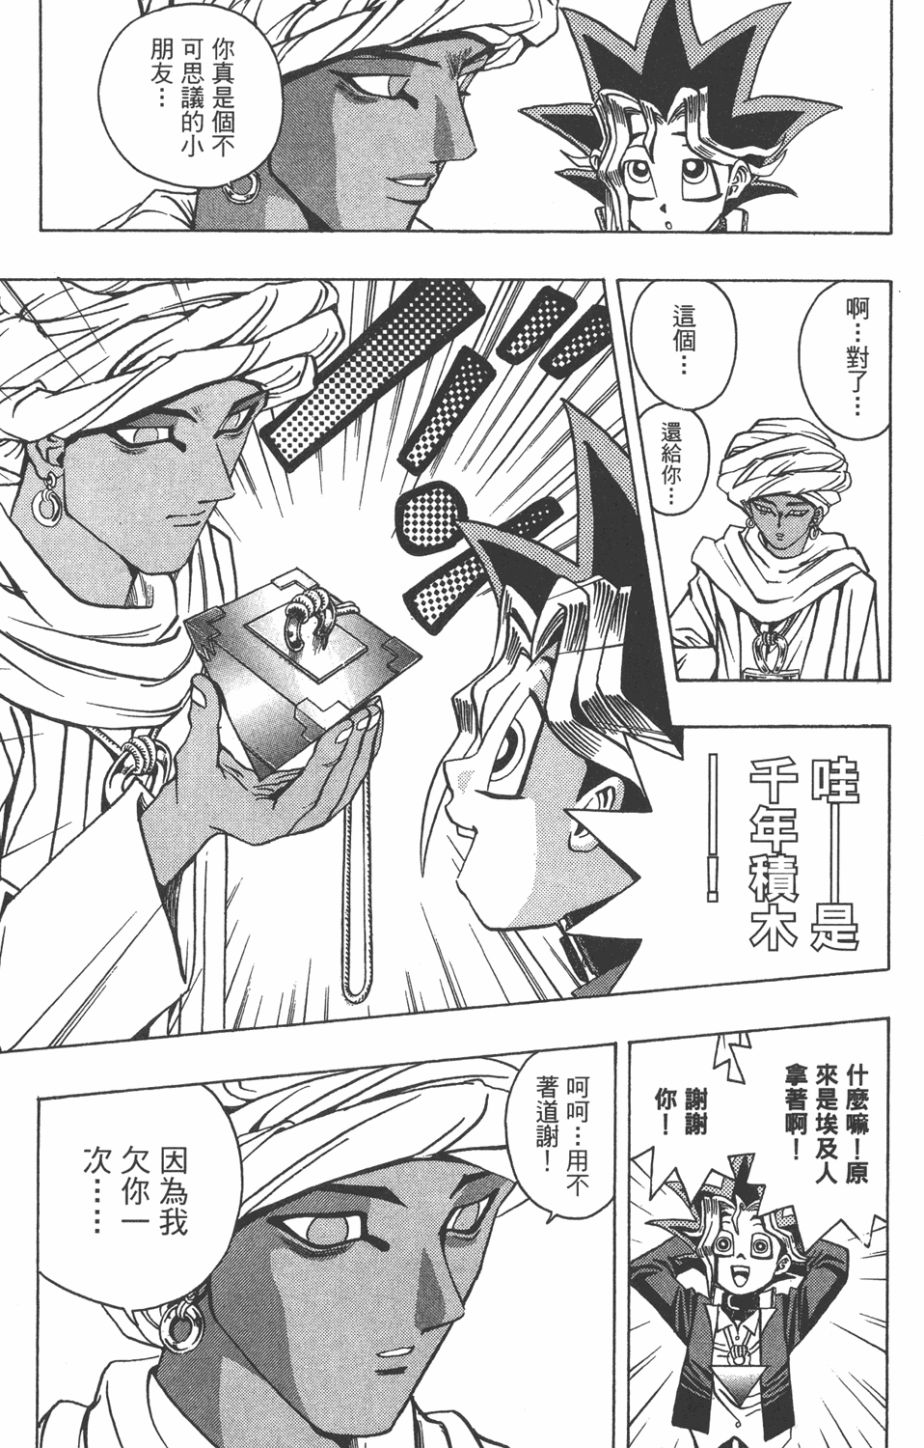 你真是個不
可思議的小
朋友…
啊…對了…
這個…
還給你…
哇——是
千年積木
——！
什麼嘛！原
來是埃及人
拿著啊！
謝謝
你！
呵呵…用不
著道謝！
因為我
欠你一
次……